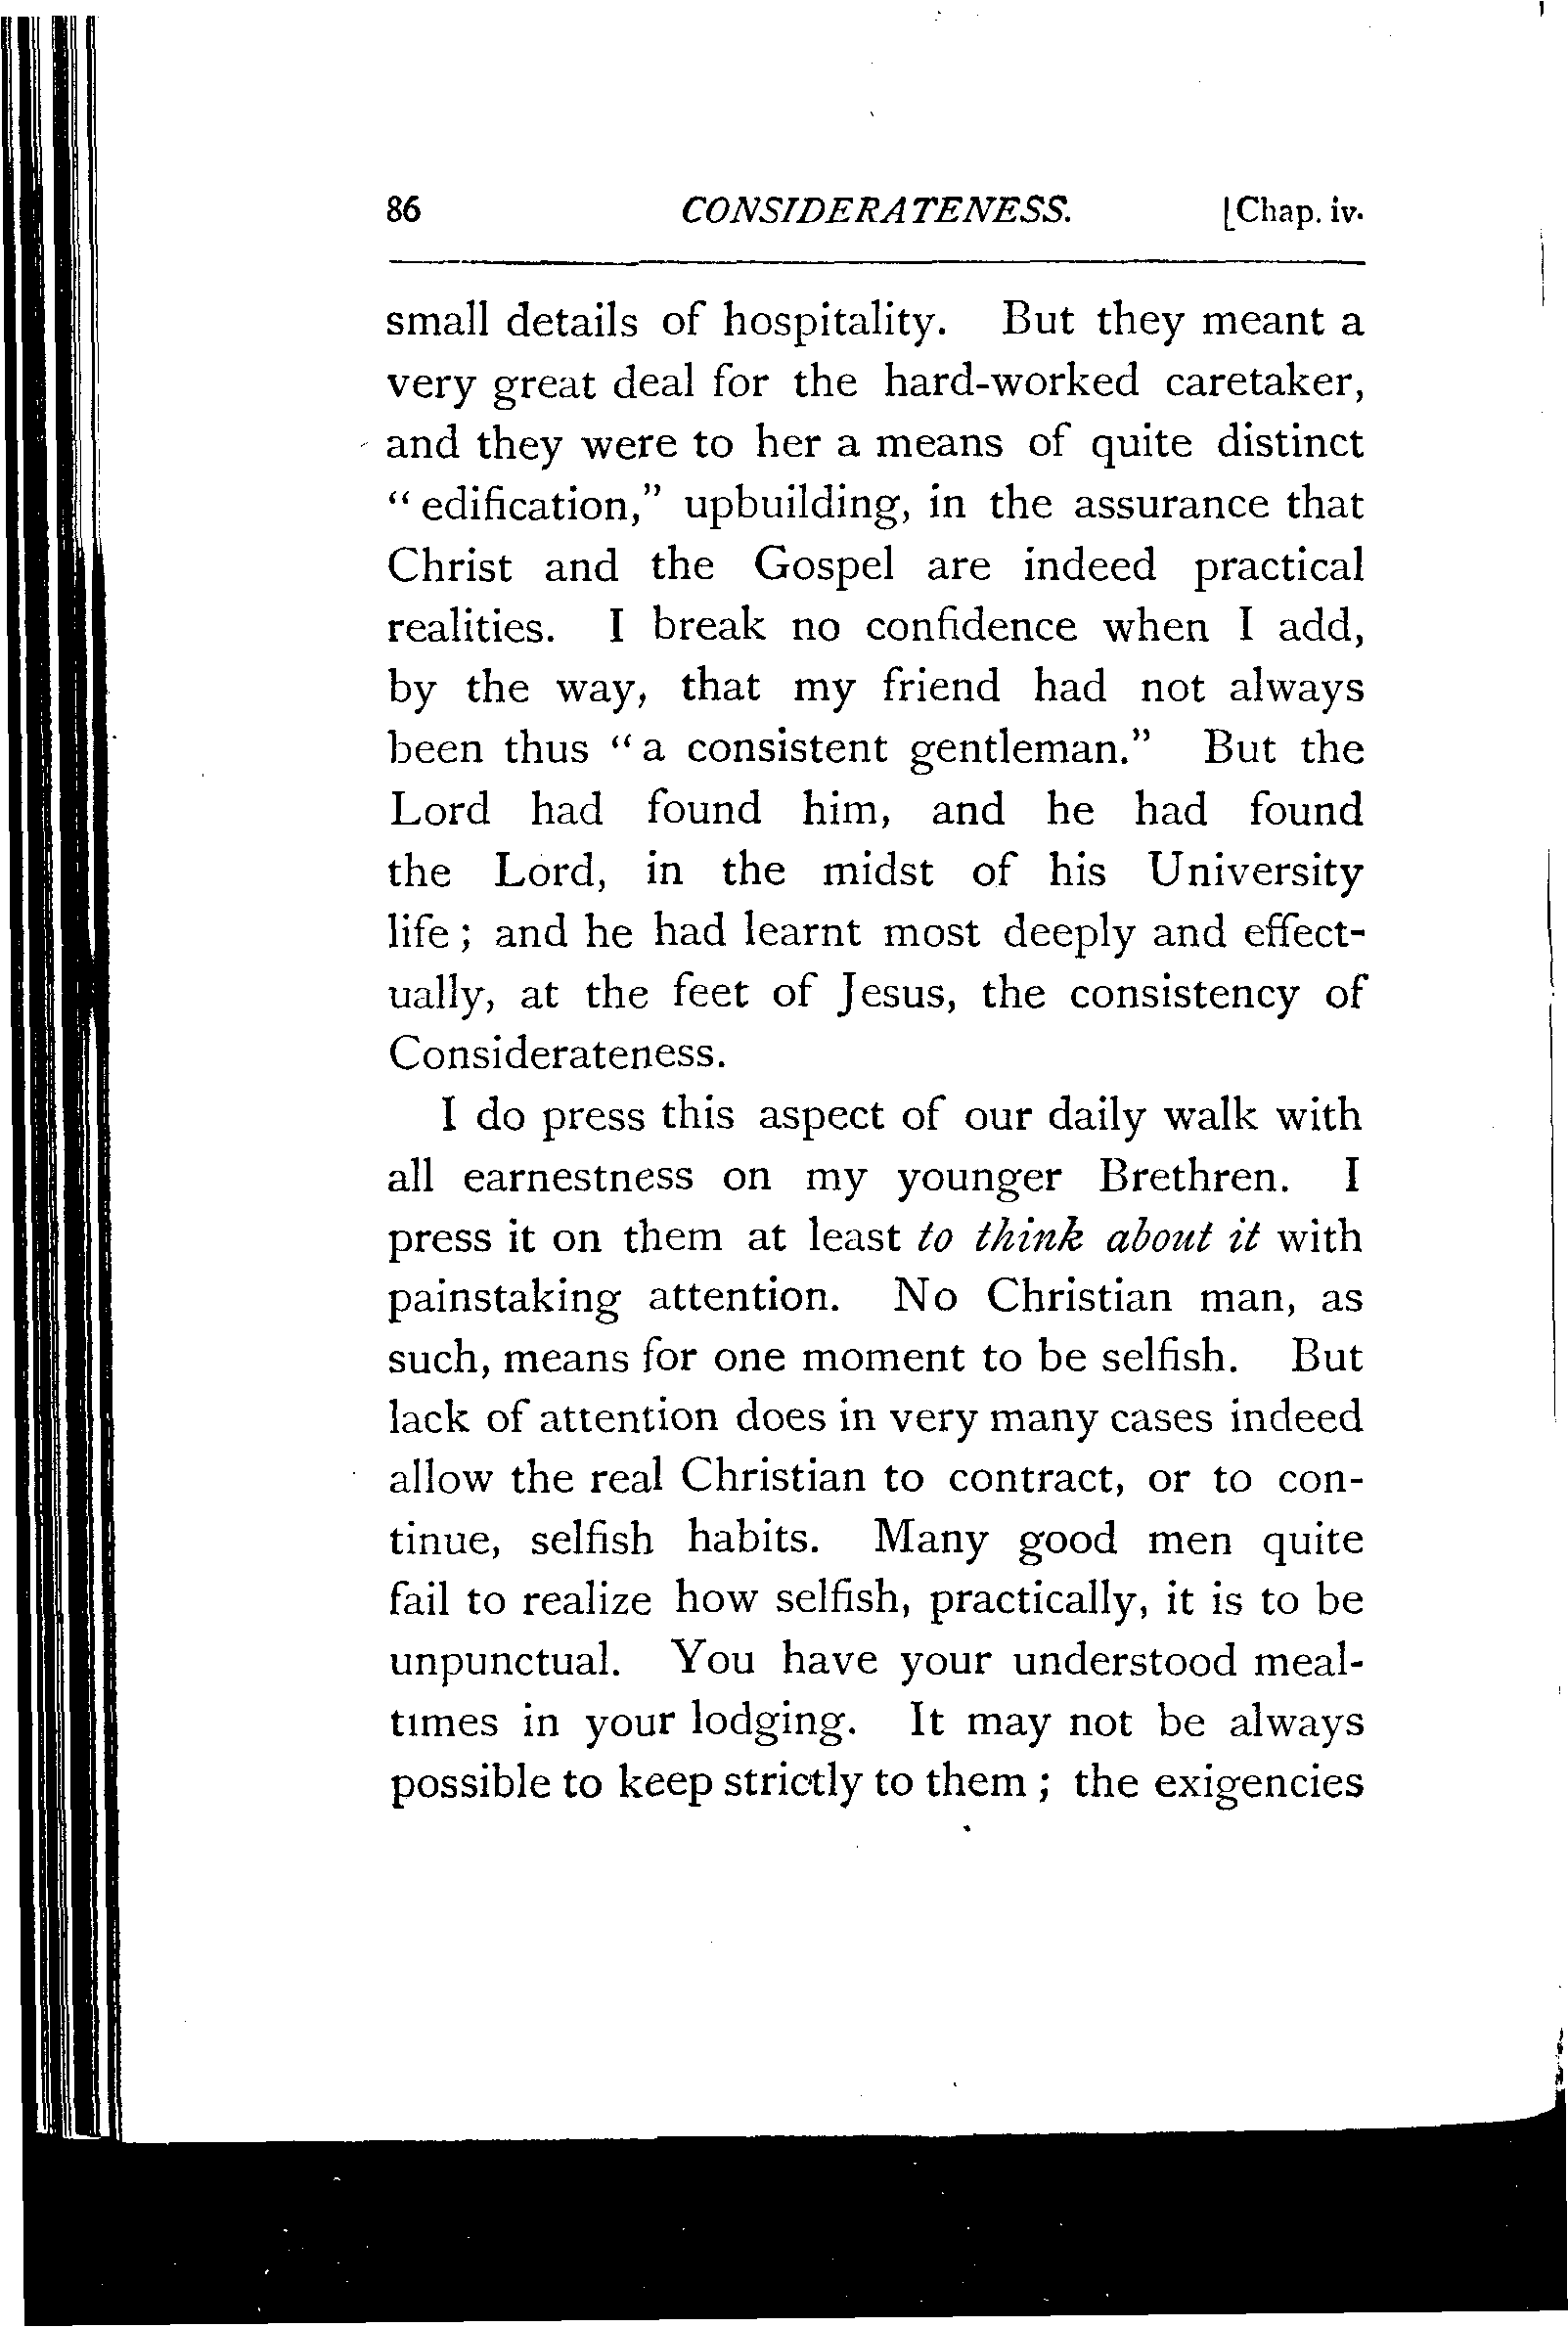 86 CONSIDERATENESS. [Chap. iv.
small details of hospitality. But they meant a
very great deal for the hard-worked caretaker,
and they were to her a means of quite distinct
“edification,” upbuilding, in the assurance that
Christ and the Gospel are indeed practical
realities. I break no confidence when I add,
by the way, that my friend had not always
been thus “a consistent gentleman.” But the
Lord had found him, and he had found
the Lord, in the midst of his University
life; and he had learnt most deeply and effect-
ually, at the feet of Jesus, the consistency of
Considerateness.
I do press this aspect of our daily walk with
all earnestness on my younger Brethren. I
press it on them at least to think about it with
painstaking attention. No Christian man, as
such, means for one moment to be selfish. But
lack of attention does in very many cases indeed
allow the real Christian to contract, or to con-
tinue, selfish habits. Many good men quite
fail to realize how selfish, practically, it is to be
unpunctual. You have your understood meal-
times in your lodging. It may not be always
possible to keep strictly to them; the exigencies